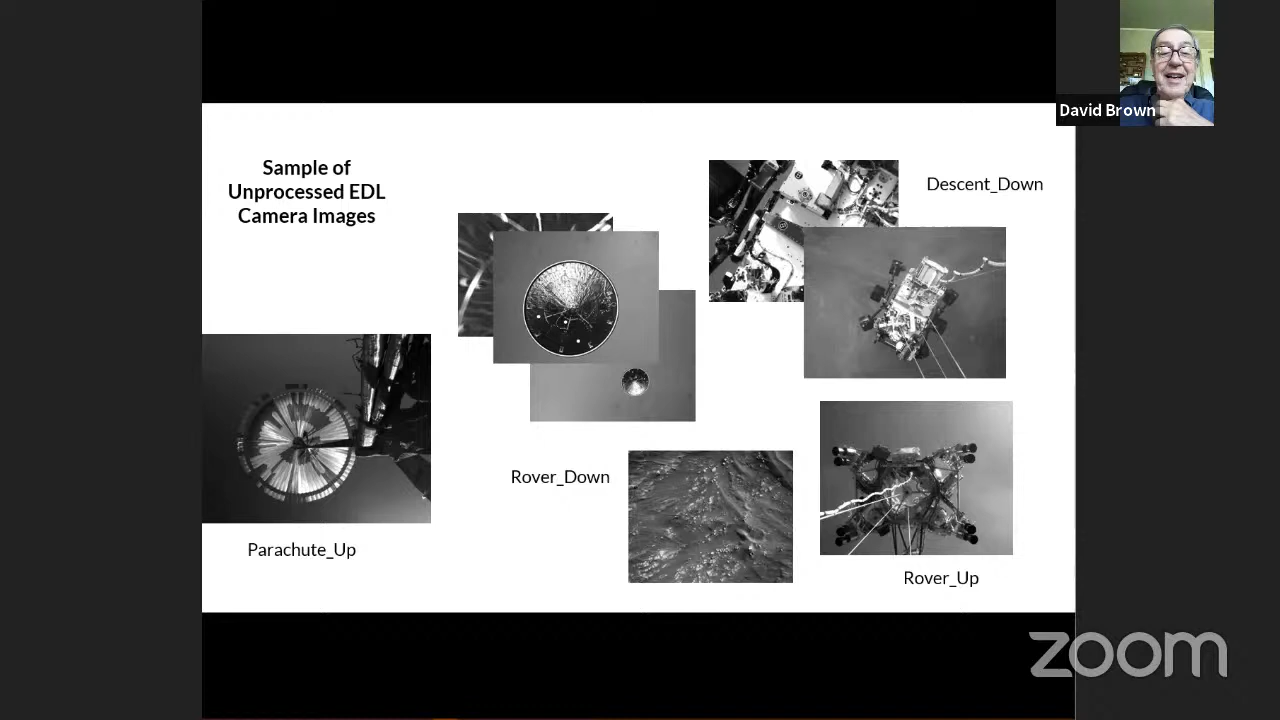 David Brown
Sample of
Unprocessed EDL
Camera Images
Descent_Down
Rover_Down
Parachute_Up
Rover_Up
zoom